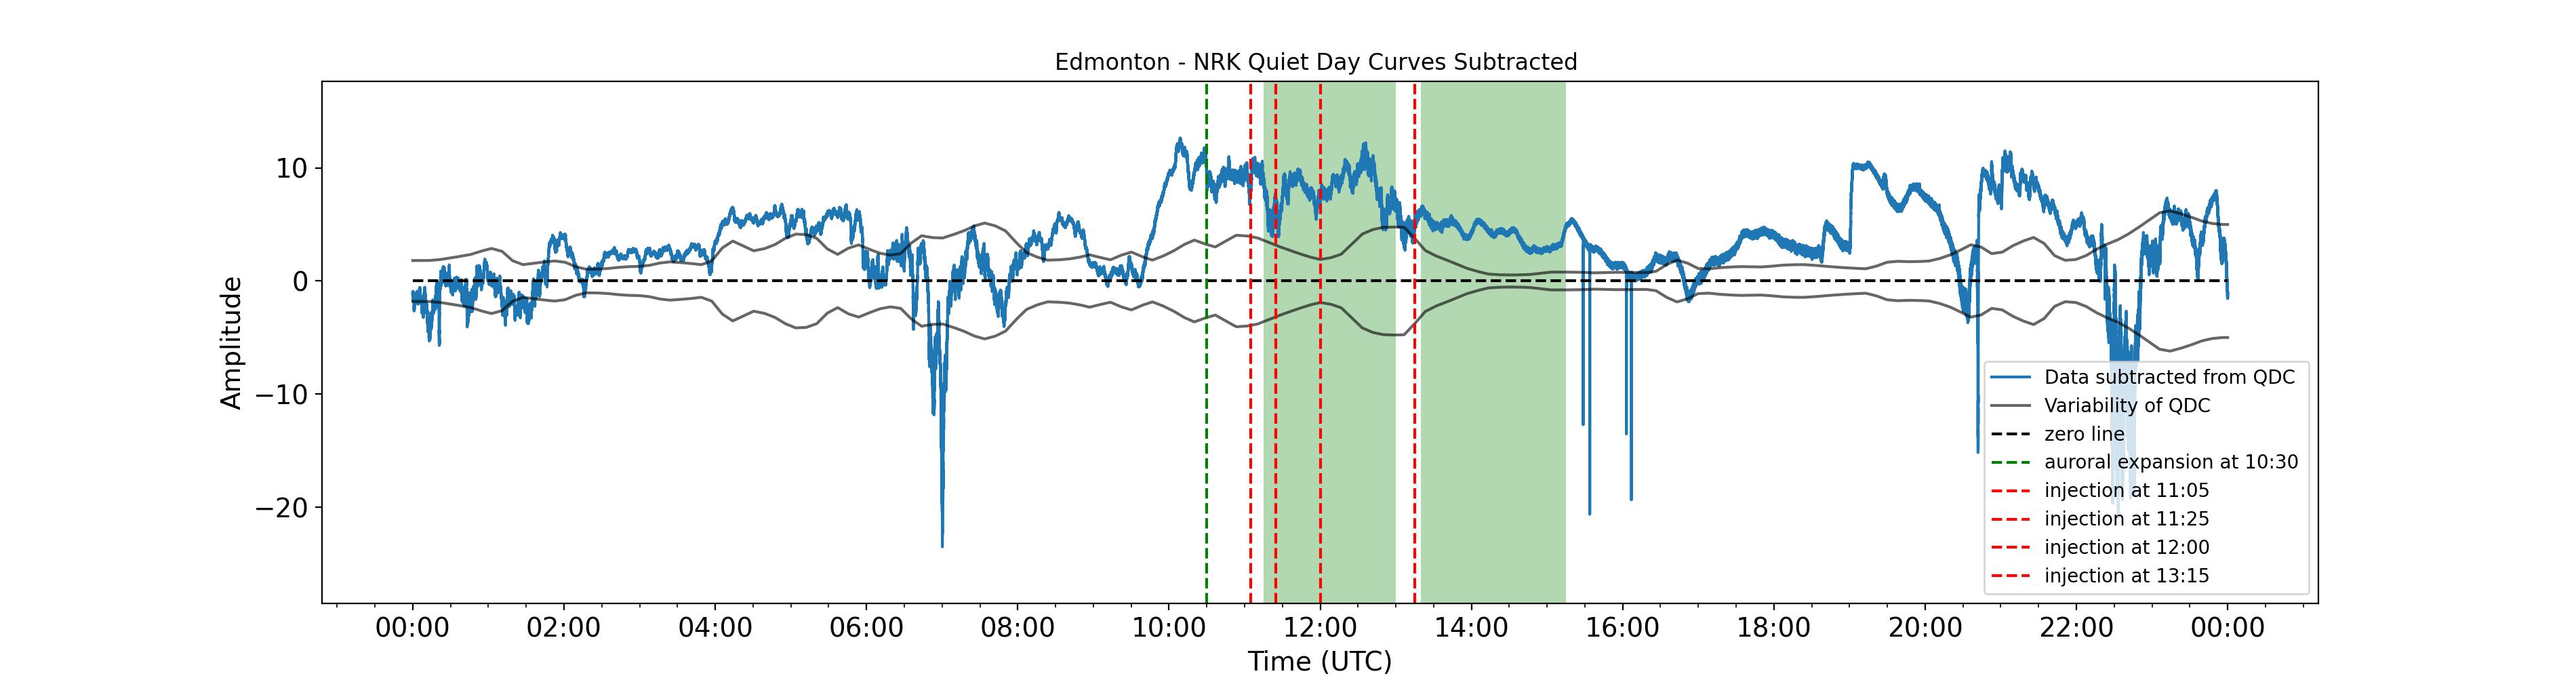 Edmonton - NRK Quiet Day Curves Subtracted
Amplitude
10
0
−10
−20
Data subtracted from QDC
Variability of QDC
zero line
auroral expansion at 10:30
injection at 11:05
injection at 11:25
injection at 12:00
injection at 13:15
00:00 02:00 04:00 06:00 08:00 10:00 12:00 14:00 16:00 18:00 20:00 22:00 00:00
Time (UTC)